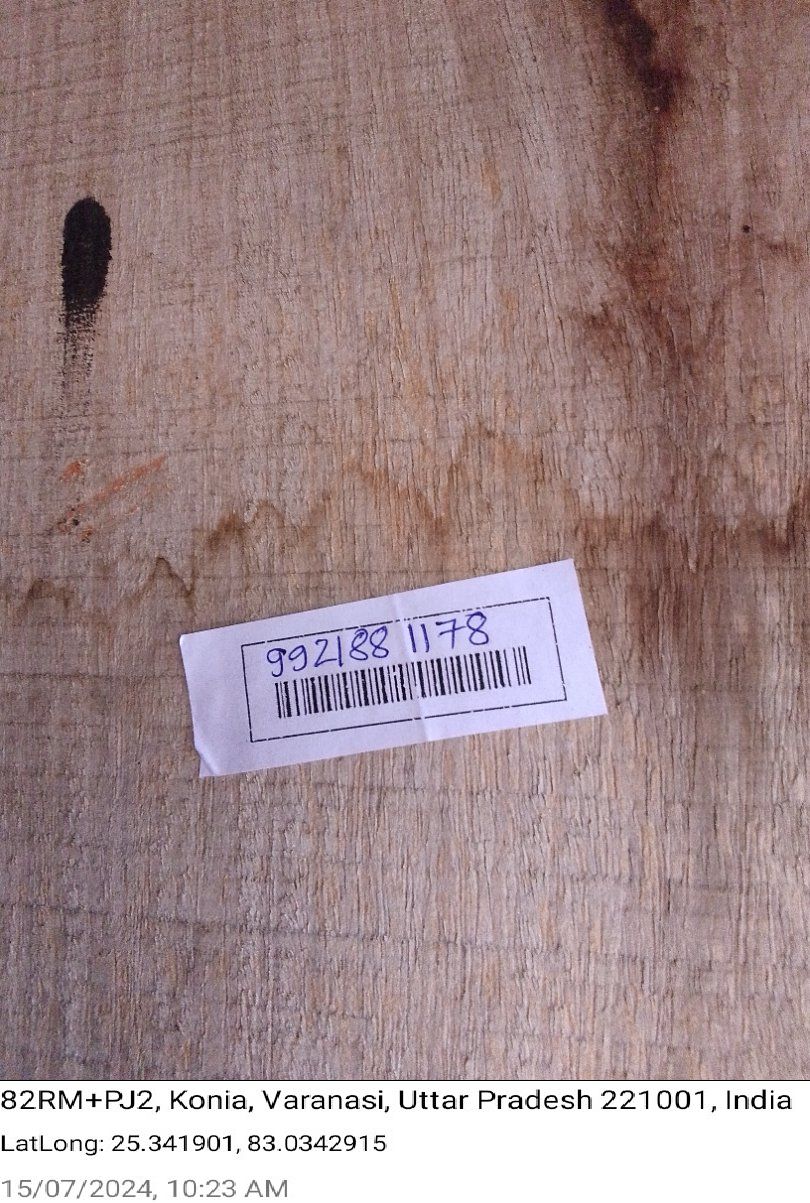 992188 1178
82RM+PJ2, Konia, Varanasi, Uttar Pradesh 221001, India
LatLong: 25.341901, 83.0342915
15/07/2024, 10:23 AM